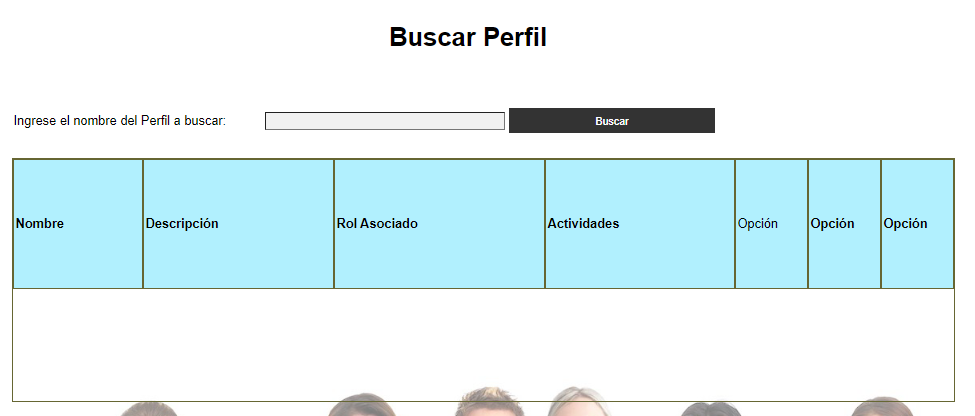 Buscar Perfil
Ingrese el nombre del Perfil a buscar: Buscar
Nombre Descripción Rol Asociado Actividades Opción Opción Opción